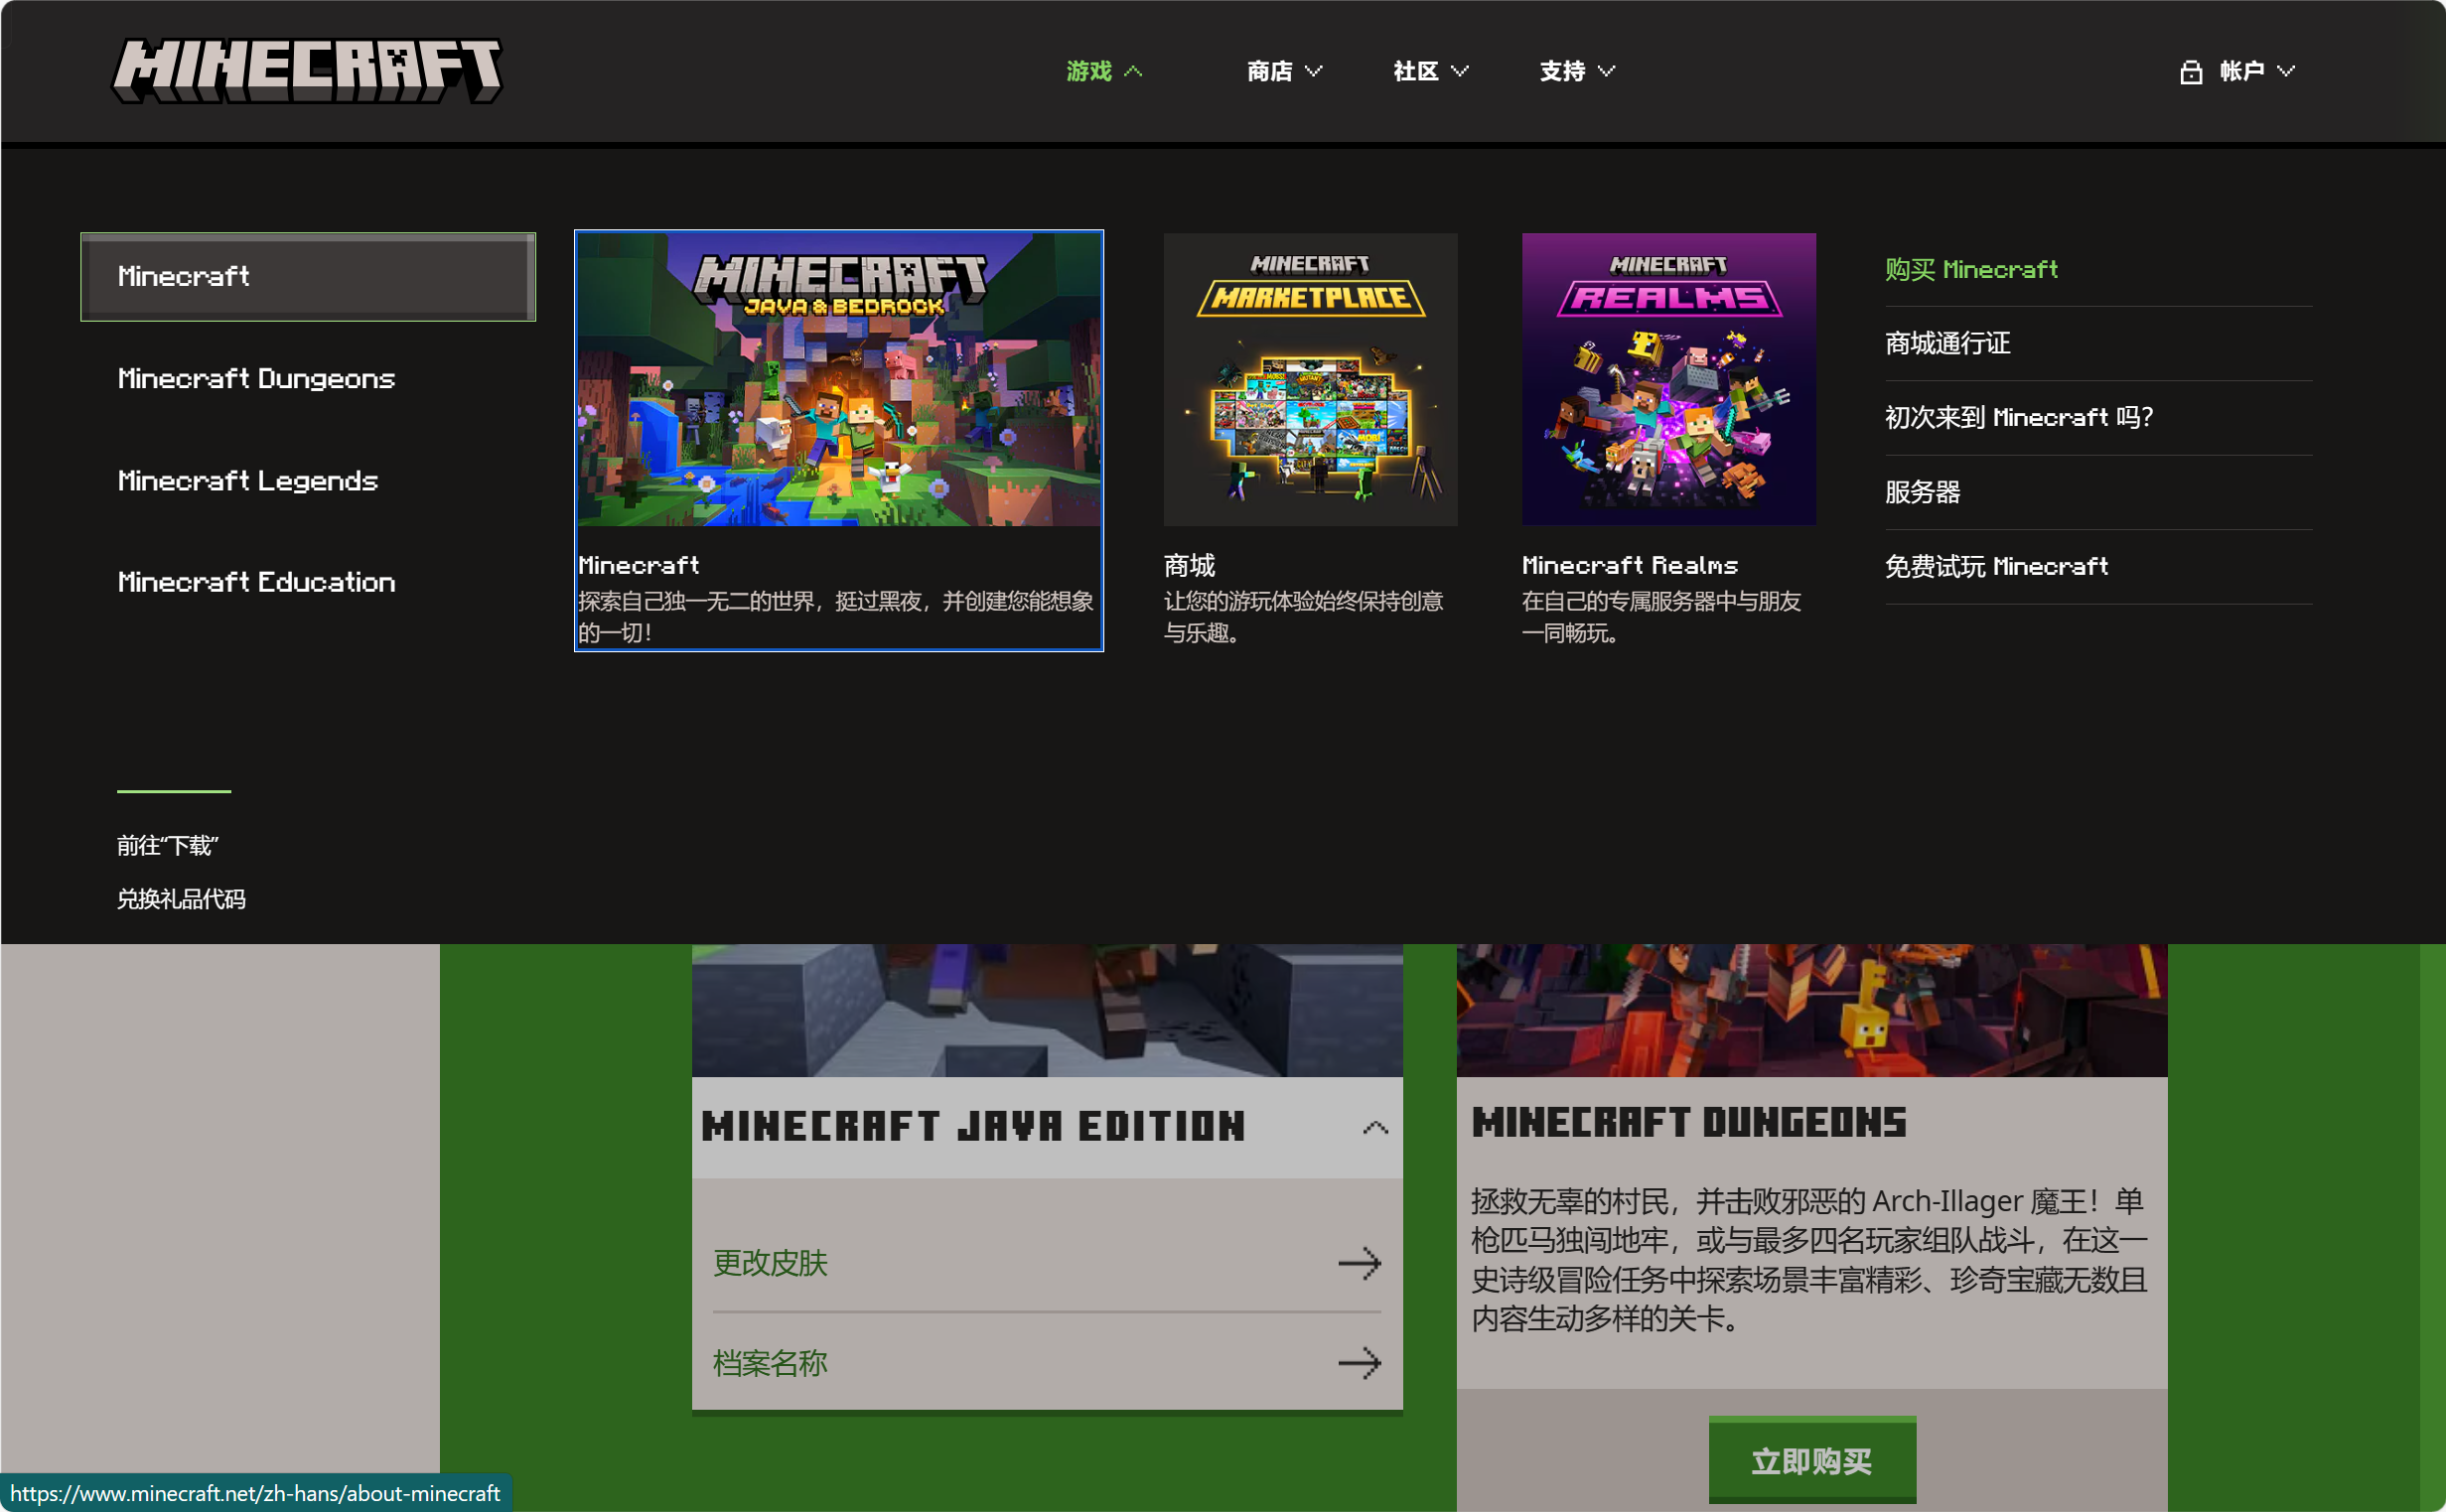 MINECRAFT
游戏
商店
社区
支持
帐户
Minecraft
Minecraft Dungeons
Minecraft Legends
Minecraft Education
前往“下载”
兑换礼品代码
MINECRAFT
JAVA & BEDROCK
Minecraft
探索自己独一无二的世界，挺过黑夜，并创建您能想象
的一切！
MINECRAFT
MARKETPLACE
商城
让您的游玩体验始终保持创意
与乐趣。
MINECRAFT
REALMS
Minecraft Realms
在自己的专属服务器中与朋友
一同畅玩。
购买 Minecraft
商城通行证
初次来到 Minecraft 吗？
服务器
免费试玩 Minecraft
MINECRAFT JAVA EDITION
更改皮肤
档案名称
MINECRAFT DUNGEONS
拯救无辜的村民，并击败邪恶的 Arch-Illager 魔王！单
枪匹马独闯地牢，或与最多四名玩家组队战斗，在这一
史诗级冒险任务中探索场景丰富精彩、珍奇宝藏无数且
内容生动多样的关卡。
立即购买
https://www.minecraft.net/zh-hans/about-minecraft